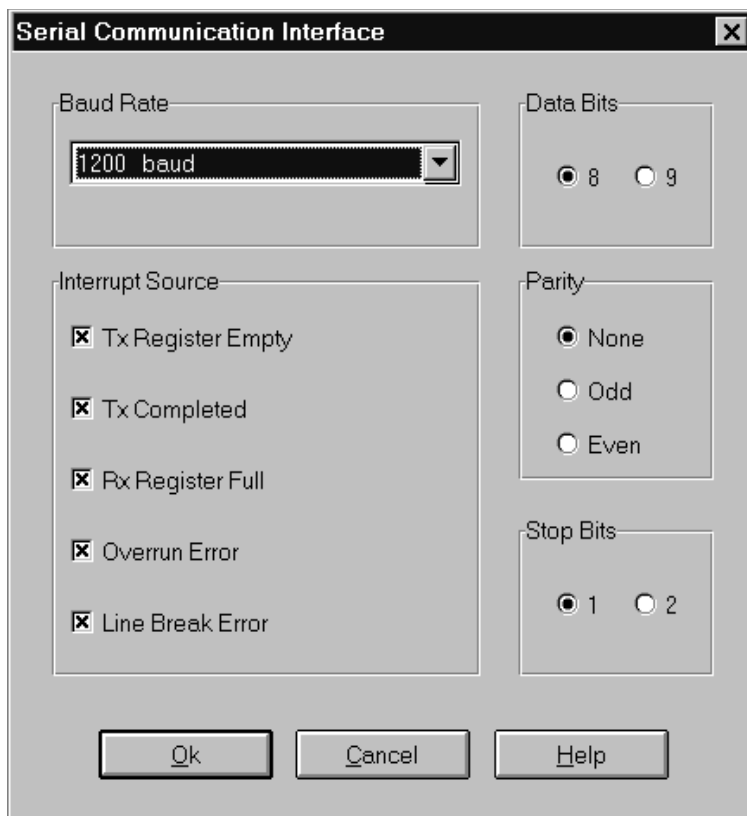 Serial Communication Interface
Baud Rate
1200 baud
Data Bits
8 9
Interrupt Source
Tx Register Empty
Tx Completed
Rx Register Full
Overrun Error
Line Break Error
Parity
None
Odd
Even
Stop Bits
1 2
Ok Cancel Help